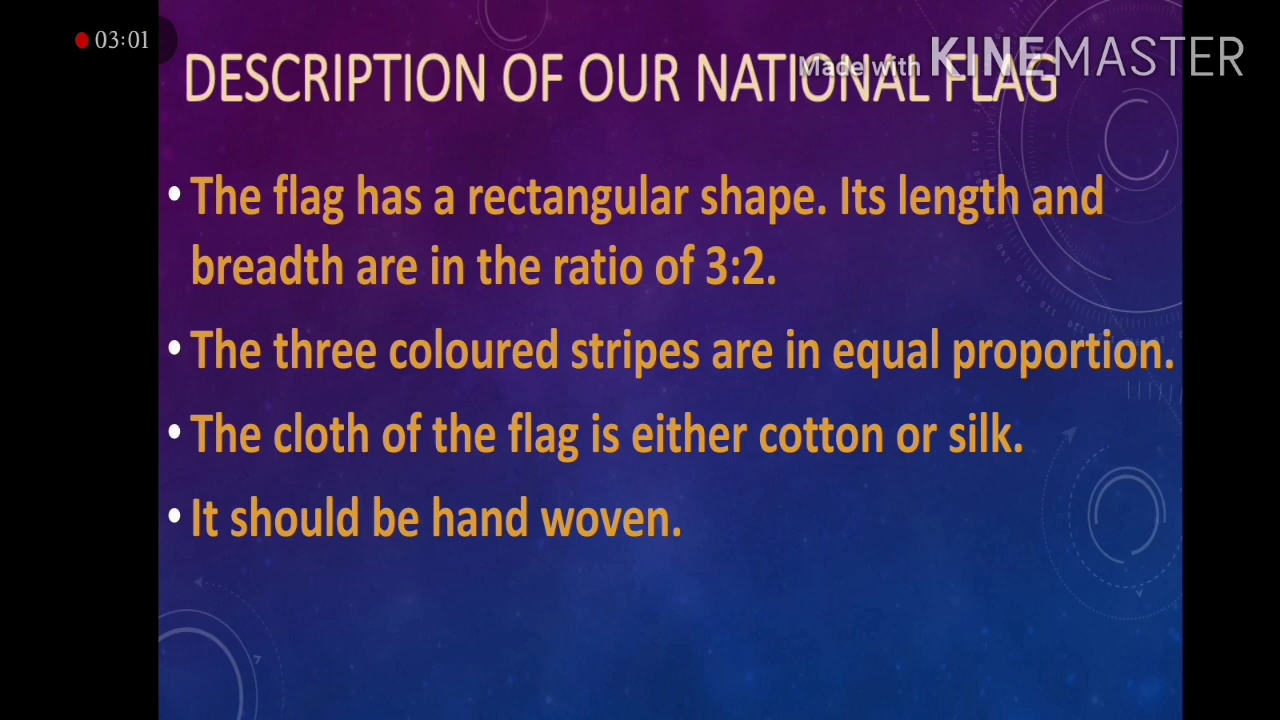 03:01
Made with KINEMASTER
DESCRIPTION OF OUR NATIONAL FLAG
• The flag has a rectangular shape. Its length and
breadth are in the ratio of 3:2.
• The three coloured stripes are in equal proportion.
• The cloth of the flag is either cotton or silk.
• It should be hand woven.